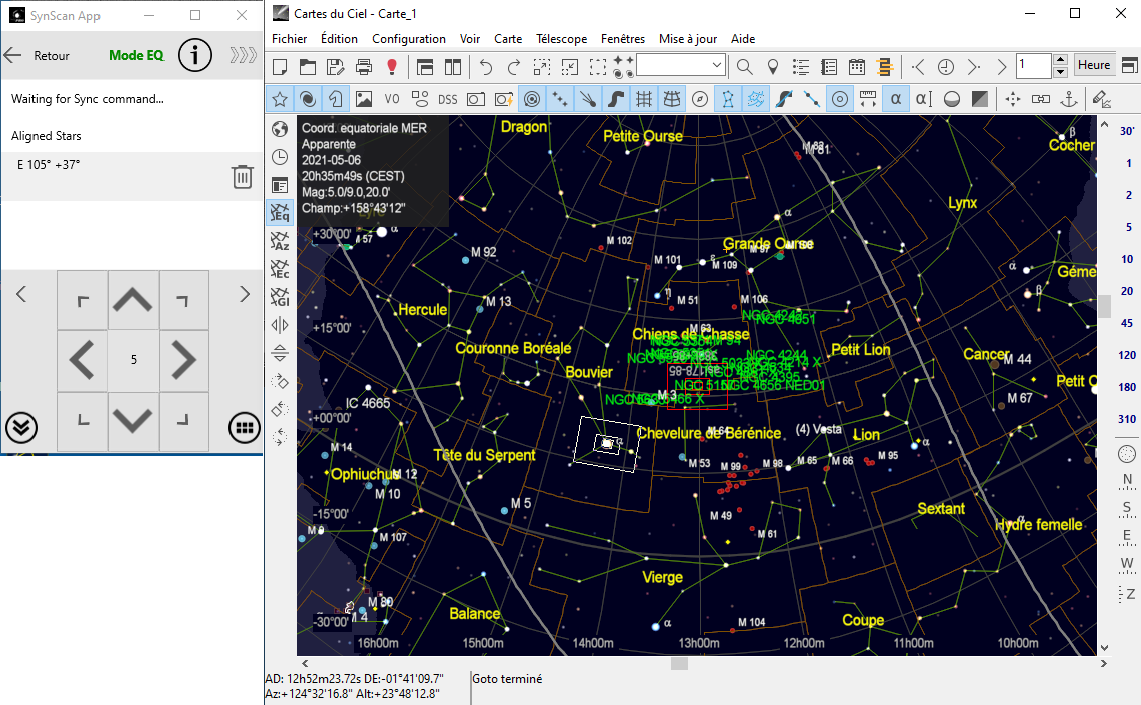 SynScan App
Retour
Mode EQ
Waiting for Sync command...
Aligned Stars
E 105° +37°
5
Cartes du Ciel - Carte_1
Fichier Édition Configuration Voir Carte Télescope Fenêtres Mise à jour Aide
1
Heure
VO
DSS
α
α
Eq
Az
Ec
Gl
Coord. equatoriale MER
Apparente
2021-05-06
20h35m49s (CEST)
Mag:5.0/9.0,20.0'
Champ:+158°43'12"
Dragon
Petite Ourse
M 81
β
Cocher
Lynx
α
+30°00'
M 57
α
M 92
M 102
Grande Ourse
M 97
M 101
ε
M 109
α
Géme
β
η
M 51
M 106
M 13
Hercule
NGC 4051
+15°00'
M 63
Chiens de Chasse
M 94
Couronne Boréale
NGC 4244
Petit Lion
Cancer
M 44
Bouvier
M 3
NGC 4656 NED01
Petit C
M 67
IC 4665
+00°00'
α
Chevelure de Bérénice
M 64
(4) Vesta
Lion
α
M 14
Tête du Serpent
M 53
M 99
M 98
M 65
M 66
M 95
Ophiuchus
M 12
M 10
M 5
M 49
Sextant
-15°00'
M 9
M 107
M 61
α
Hydre femelle
Vierge
M 80
M 4
Balance
α
M 104
Coupe
-30°00'
16h00m 15h00m 14h00m 13h00m 12h00m 11h00m 10h00m
30'
1
2
5
10
20
45
120
180
310
N
S
E
W
Z
AD: 12h52m23.72s DE:-01°41'09.7"
Az:+124°32'16.8" Alt:+23°48'12.8"
Goto terminé